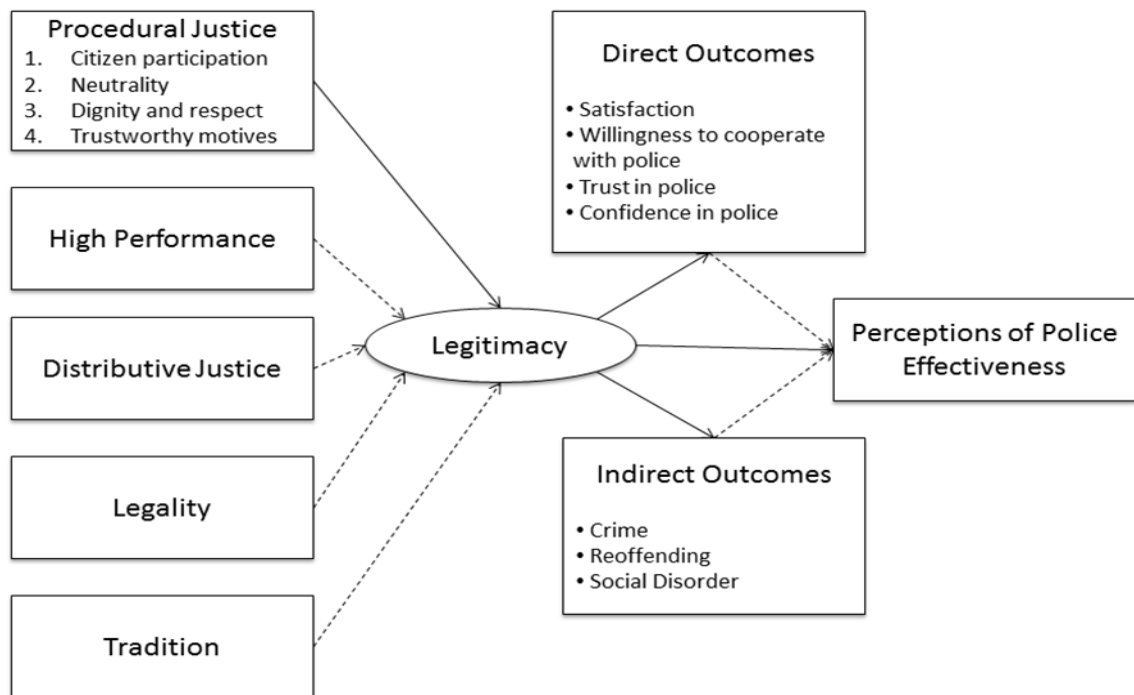 Procedural Justice
1. Citizen participation
2. Neutrality
3. Dignity and respect
4. Trustworthy motives
High Performance
Distributive Justice
Legality
Tradition
Legitimacy
Direct Outcomes
• Satisfaction
• Willingness to cooperate
with police
• Trust in police
• Confidence in police
Perceptions of Police
Effectiveness
Indirect Outcomes
• Crime
• Reoffending
• Social Disorder